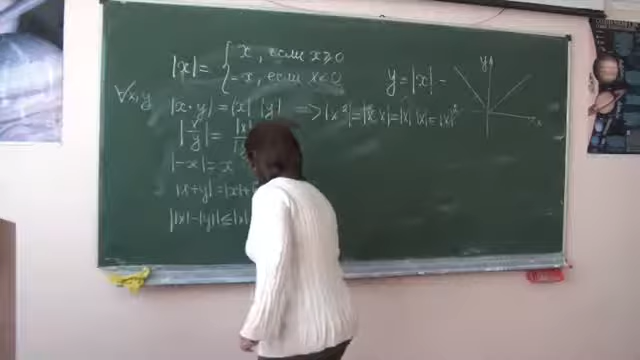 |x| = { x, если x ≥ 0
-x, если x < 0
y = |x| -
y
x
∀x,y |x·y| = |x| |y| => |x²| = |x·x| = |x| |x| = |x|²
|x/y| = |x|
|-x| = x
|x+y| = |x|+
||x|-|y|| ≤ |x|